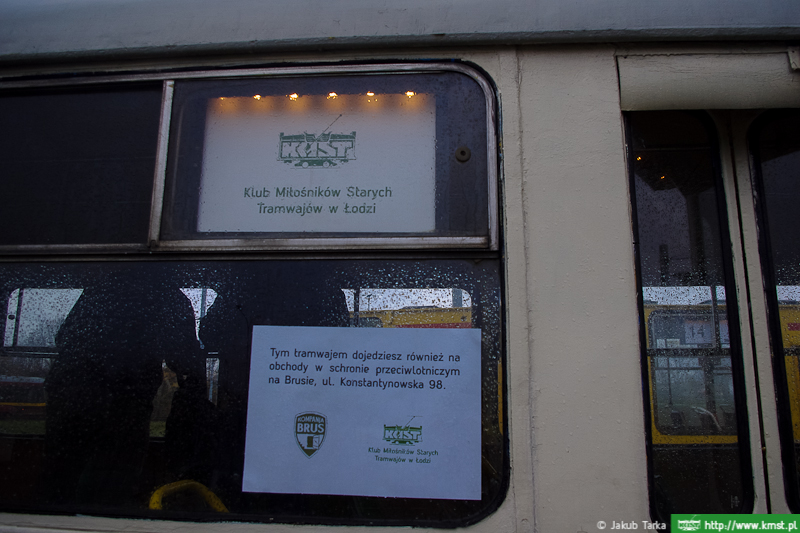 KMST
Klub Miłośników Starych
Tramwajów w Łodzi
Tym tramwajem dojedziesz również na
obchody w schronie przeciwlotniczym
na Brusie, ul. Konstantynowska 98.
KOMPANIA
BRUS
KMST
Klub Miłośników Starych
Tramwajów w Łodzi
14
© Jakub Tarka
KMST
http://www.kmst.pl